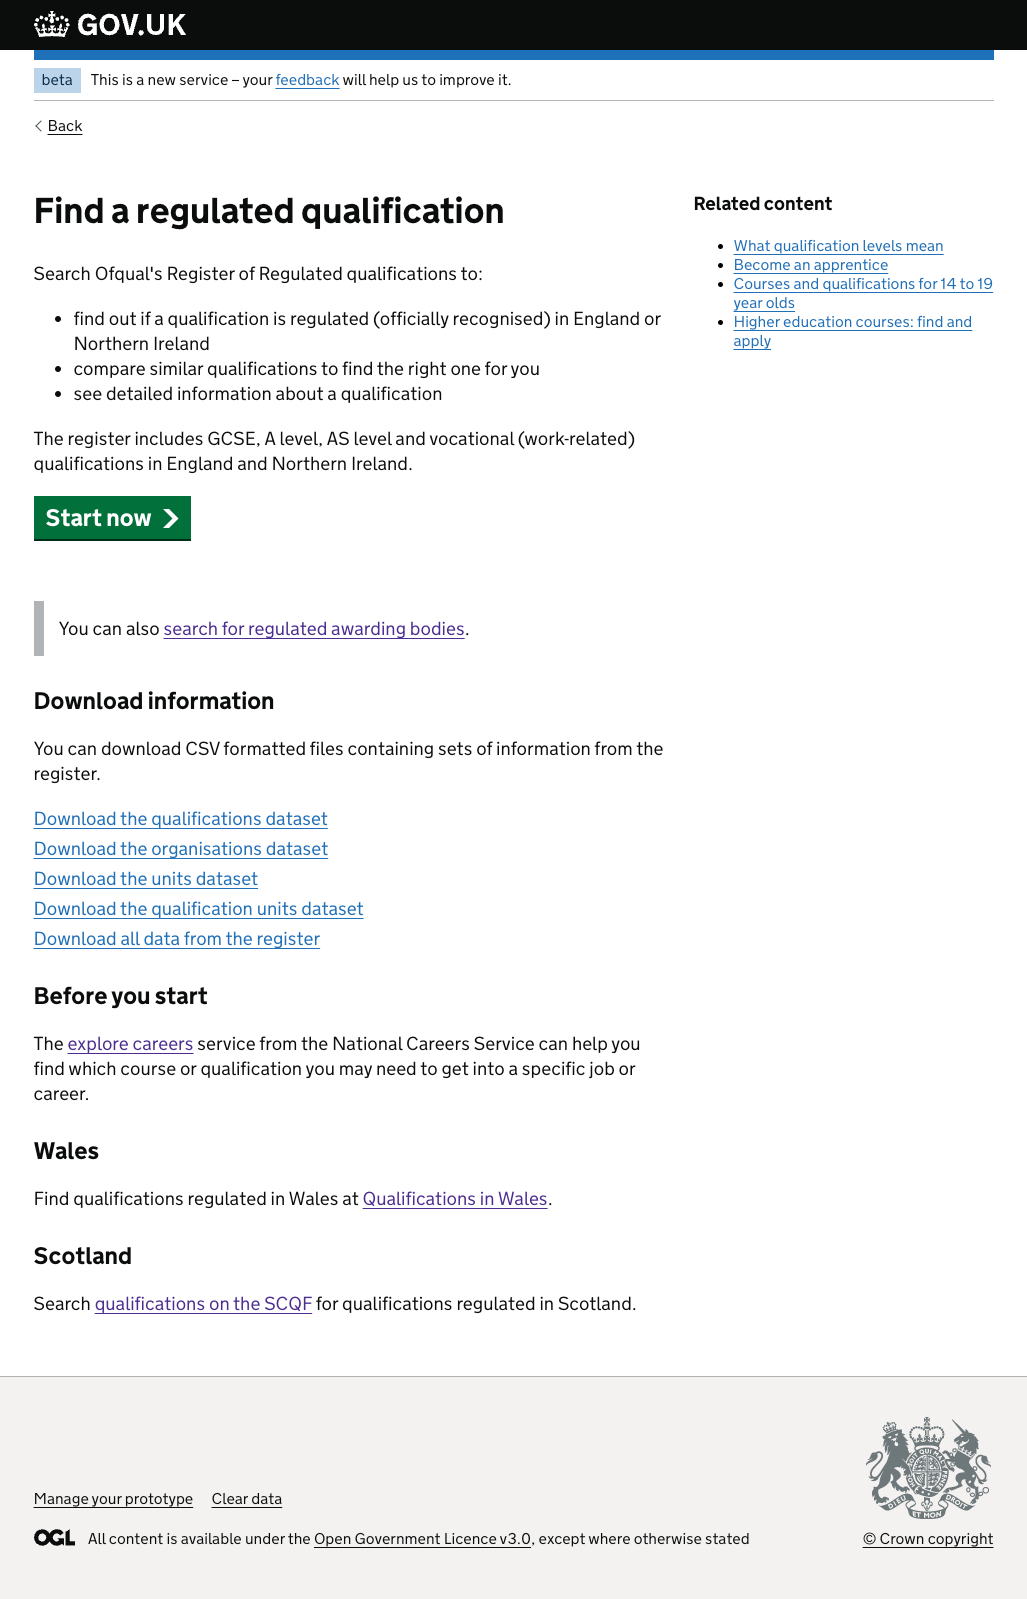 GOV.UK
beta This is a new service – your feedback will help us to improve it.
Back
Find a regulated qualification
Search Ofqual's Register of Regulated qualifications to:
• find out if a qualification is regulated (officially recognised) in England or
Northern Ireland
• compare similar qualifications to find the right one for you
• see detailed information about a qualification
The register includes GCSE, A level, AS level and vocational (work-related)
qualifications in England and Northern Ireland.
Start now
You can also search for regulated awarding bodies.
Download information
You can download CSV formatted files containing sets of information from the
register.
Download the qualifications dataset
Download the organisations dataset
Download the units dataset
Download the qualification units dataset
Download all data from the register
Before you start
The explore careers service from the National Careers Service can help you
find which course or qualification you may need to get into a specific job or
career.
Wales
Find qualifications regulated in Wales at Qualifications in Wales.
Scotland
Search qualifications on the SCQF for qualifications regulated in Scotland.
Related content
• What qualification levels mean
• Become an apprentice
• Courses and qualifications for 14 to 19
year olds
• Higher education courses: find and
apply
Manage your prototype Clear data
OGL All content is available under the Open Government Licence v3.0, except where otherwise stated
DIEU ET MON DROIT
© Crown copyright